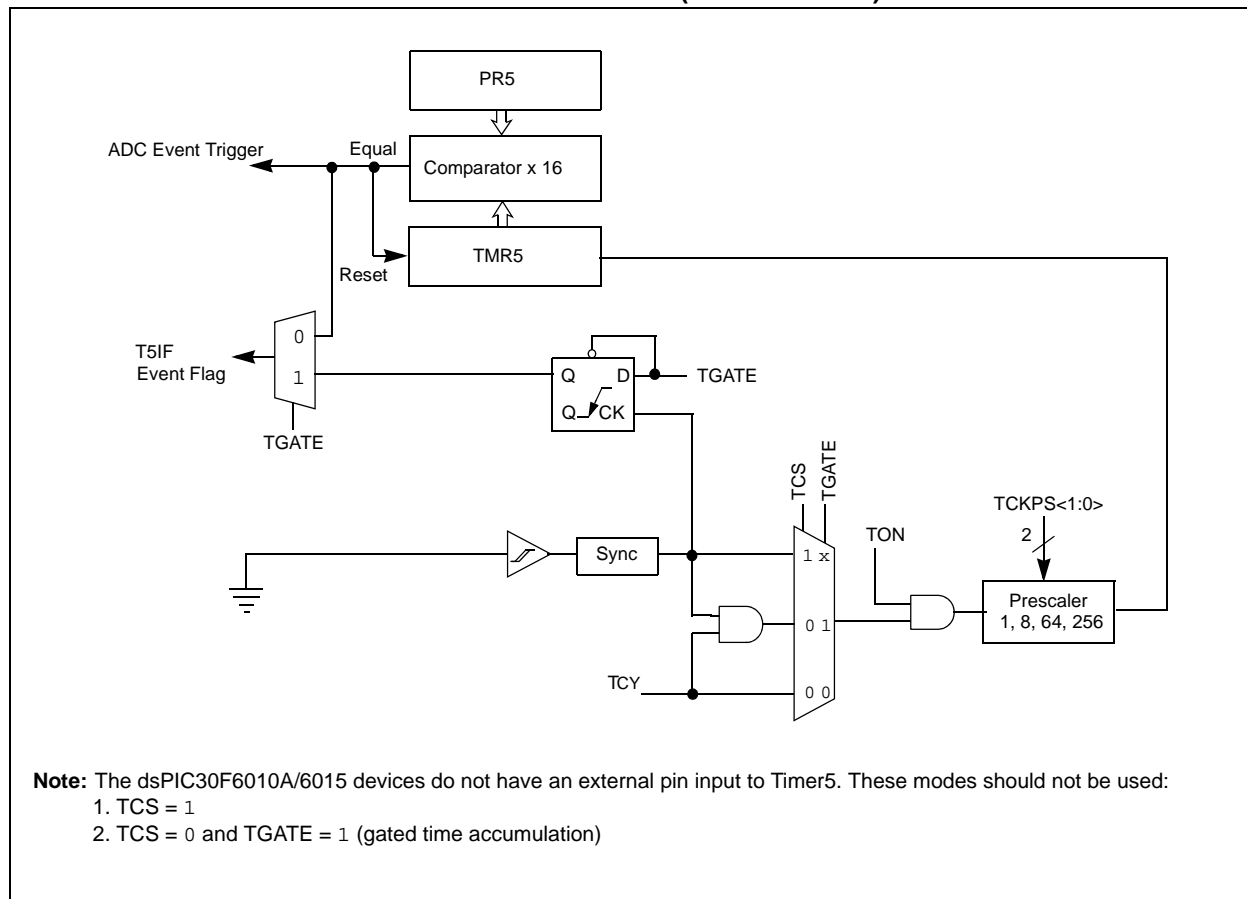 PR5
ADC Event Trigger
Equal
Comparator x 16
TMR5
Reset
0
T5IF
Event Flag
1
Q
D
TGATE
Q
CK
TGATE
TCS
TGATE
TCKPS<1:0>
2
TON
Sync
1 x
Prescaler
1, 8, 64, 256
0 1
TCY
0 0
Note: The dsPIC30F6010A/6015 devices do not have an external pin input to Timer5. These modes should not be used:
1. TCS = 1
2. TCS = 0 and TGATE = 1 (gated time accumulation)